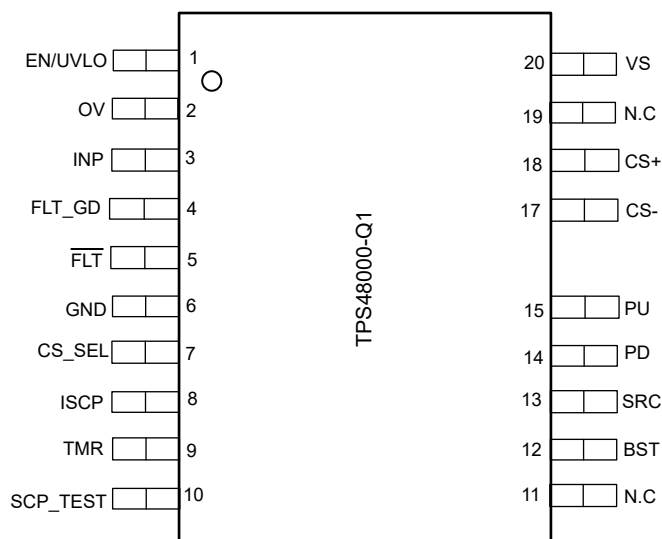 EN/UVLO 1
OV 2
INP 3
FLT_GD 4
FLT 5
GND 6
CS_SEL 7
ISCP 8
TMR 9
SCP_TEST 10
TPS48000-Q1
20 VS
19 N.C
18 CS+
17 CS-
15 PU
14 PD
13 SRC
12 BST
11 N.C